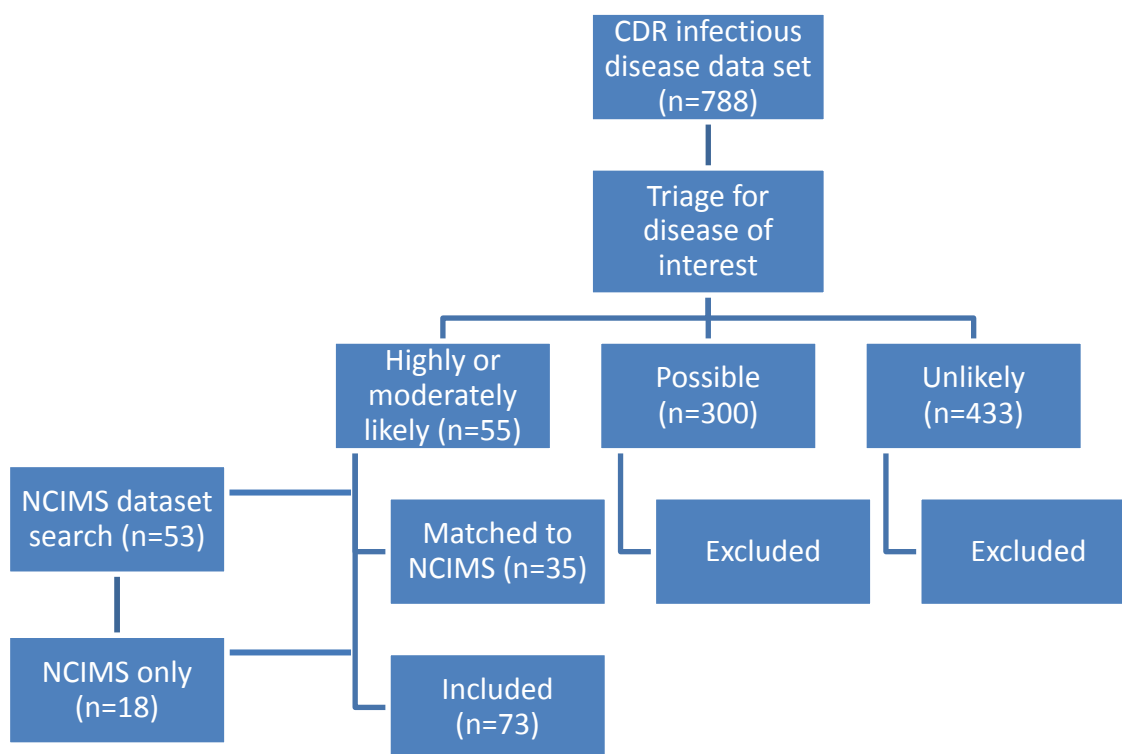 CDR infectious
disease data set
(n=788)
Triage for
disease of
interest
Highly or
moderately
likely (n=55)
Possible
(n=300)
Unlikely
(n=433)
NCIMS dataset
search (n=53)
Matched to
NCIMS (n=35)
Excluded
Excluded
NCIMS only
(n=18)
Included
(n=73)